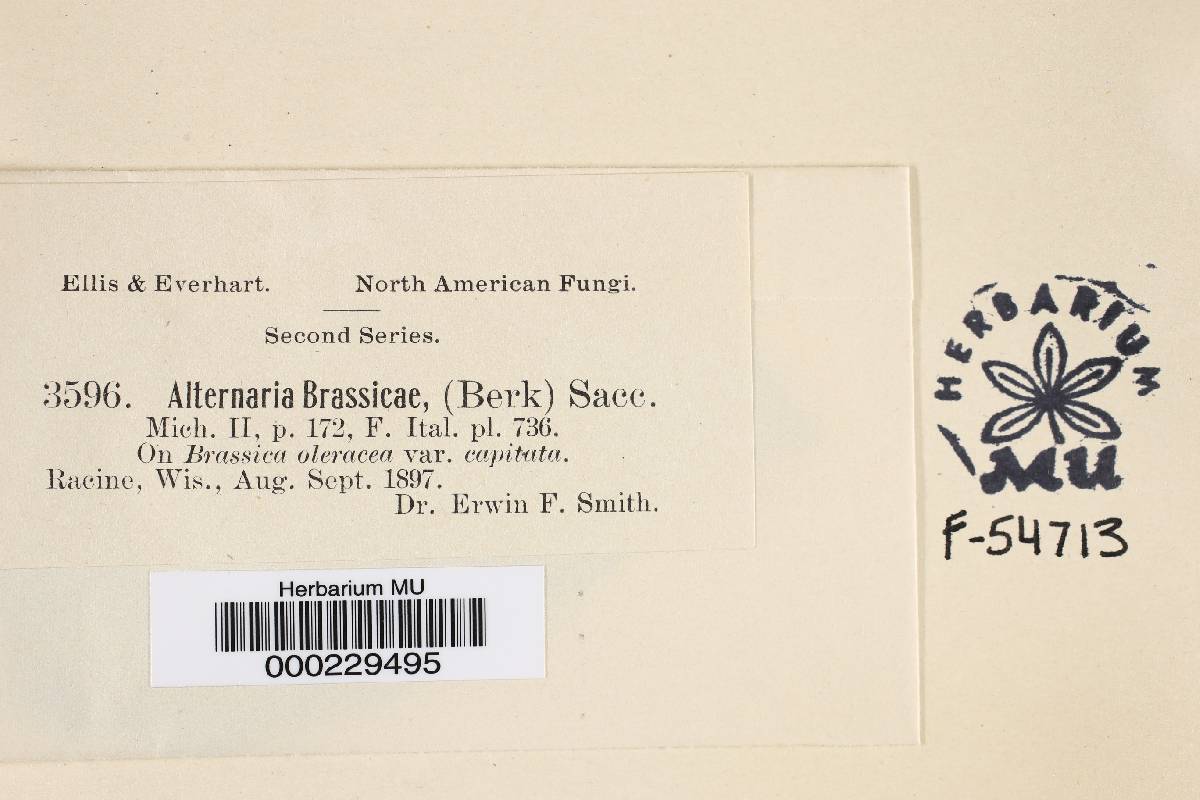 Ellis & Everhart. North American Fungi.
Second Series.
3596. Alternaria Brassicae, (Berk) Sacc.
Mich. II, p. 172, F. Ital. pl. 736.
On Brassica oleracea var. capitata.
Racine, Wis., Aug. Sept. 1897.
Dr. Erwin F. Smith.
Herbarium MU
000229495
HERBARIUM
MU
F-54713